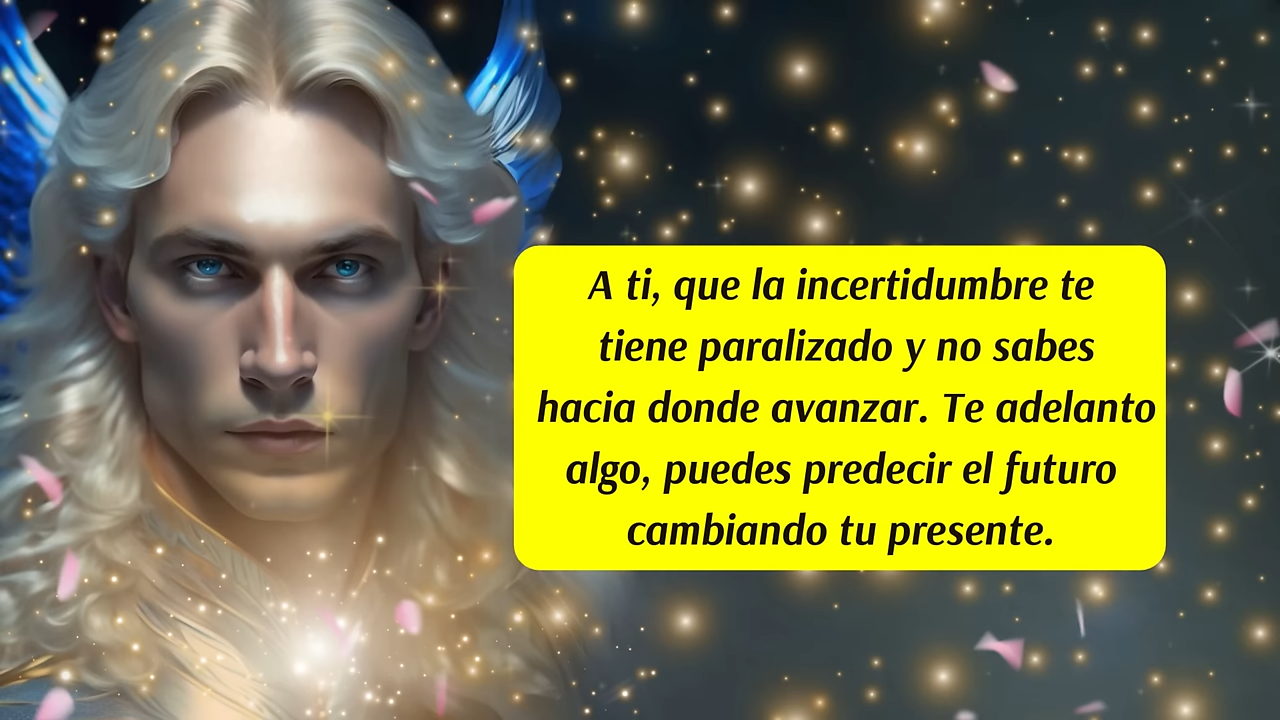 A ti, que la incertidumbre te
tiene paralizado y no sabes
hacia donde avanzar. Te adelanto
algo, puedes predecir el futuro
cambiando tu presente.